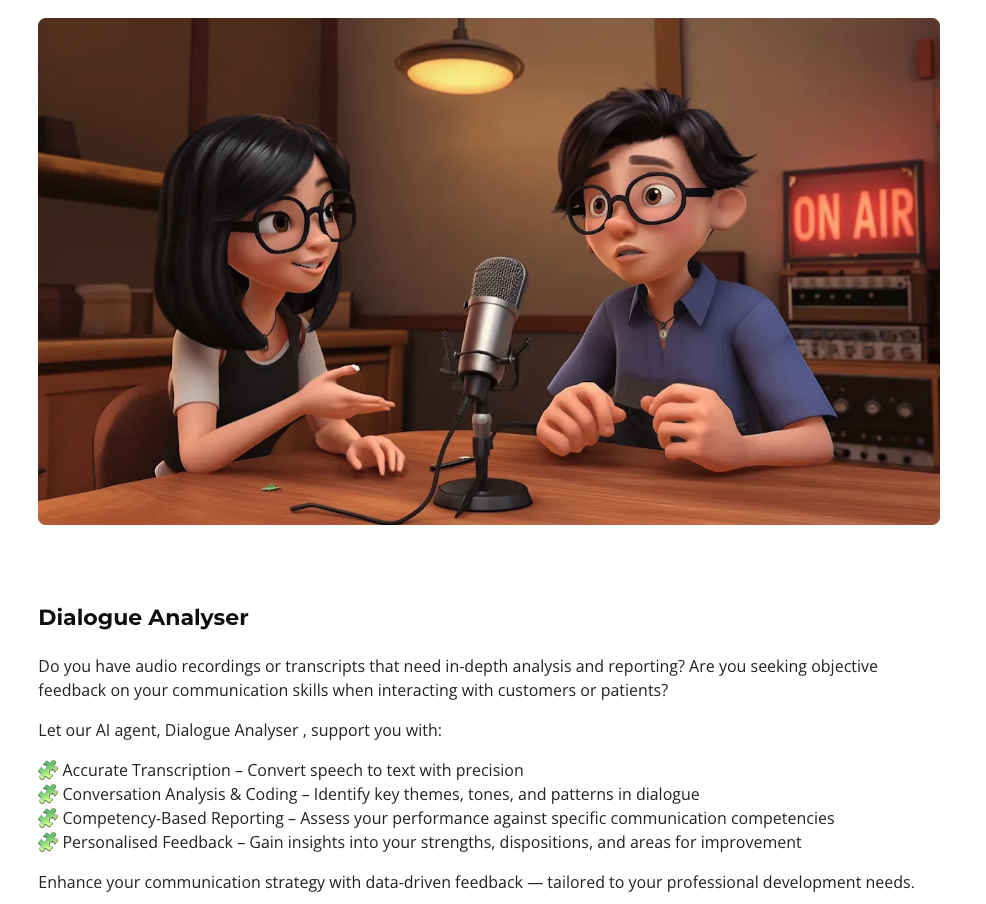 ON AIR
Dialogue Analyser
Do you have audio recordings or transcripts that need in-depth analysis and reporting? Are you seeking objective
feedback on your communication skills when interacting with customers or patients?
Let our AI agent, Dialogue Analyser , support you with:
Accurate Transcription – Convert speech to text with precision
Conversation Analysis & Coding – Identify key themes, tones, and patterns in dialogue
Competency-Based Reporting – Assess your performance against specific communication competencies
Personalised Feedback – Gain insights into your strengths, dispositions, and areas for improvement
Enhance your communication strategy with data-driven feedback — tailored to your professional development needs.